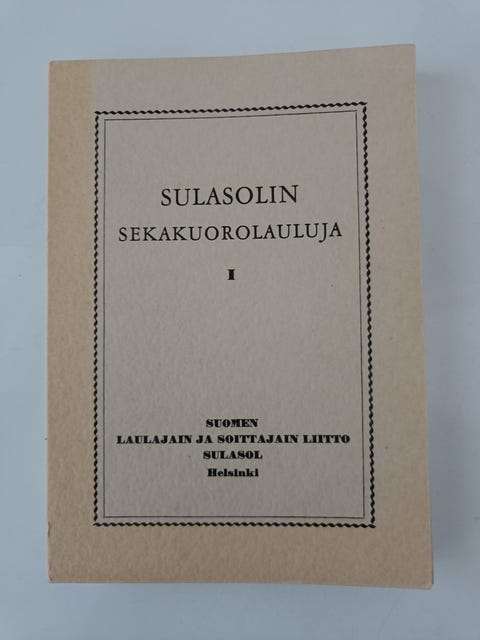 SULASOLIN
SEKAKUOROLAULUJA
I
SUOMEN
LAULAJAIN JA SOITTAJAIN LIITTO
SULASOL
Helsinki